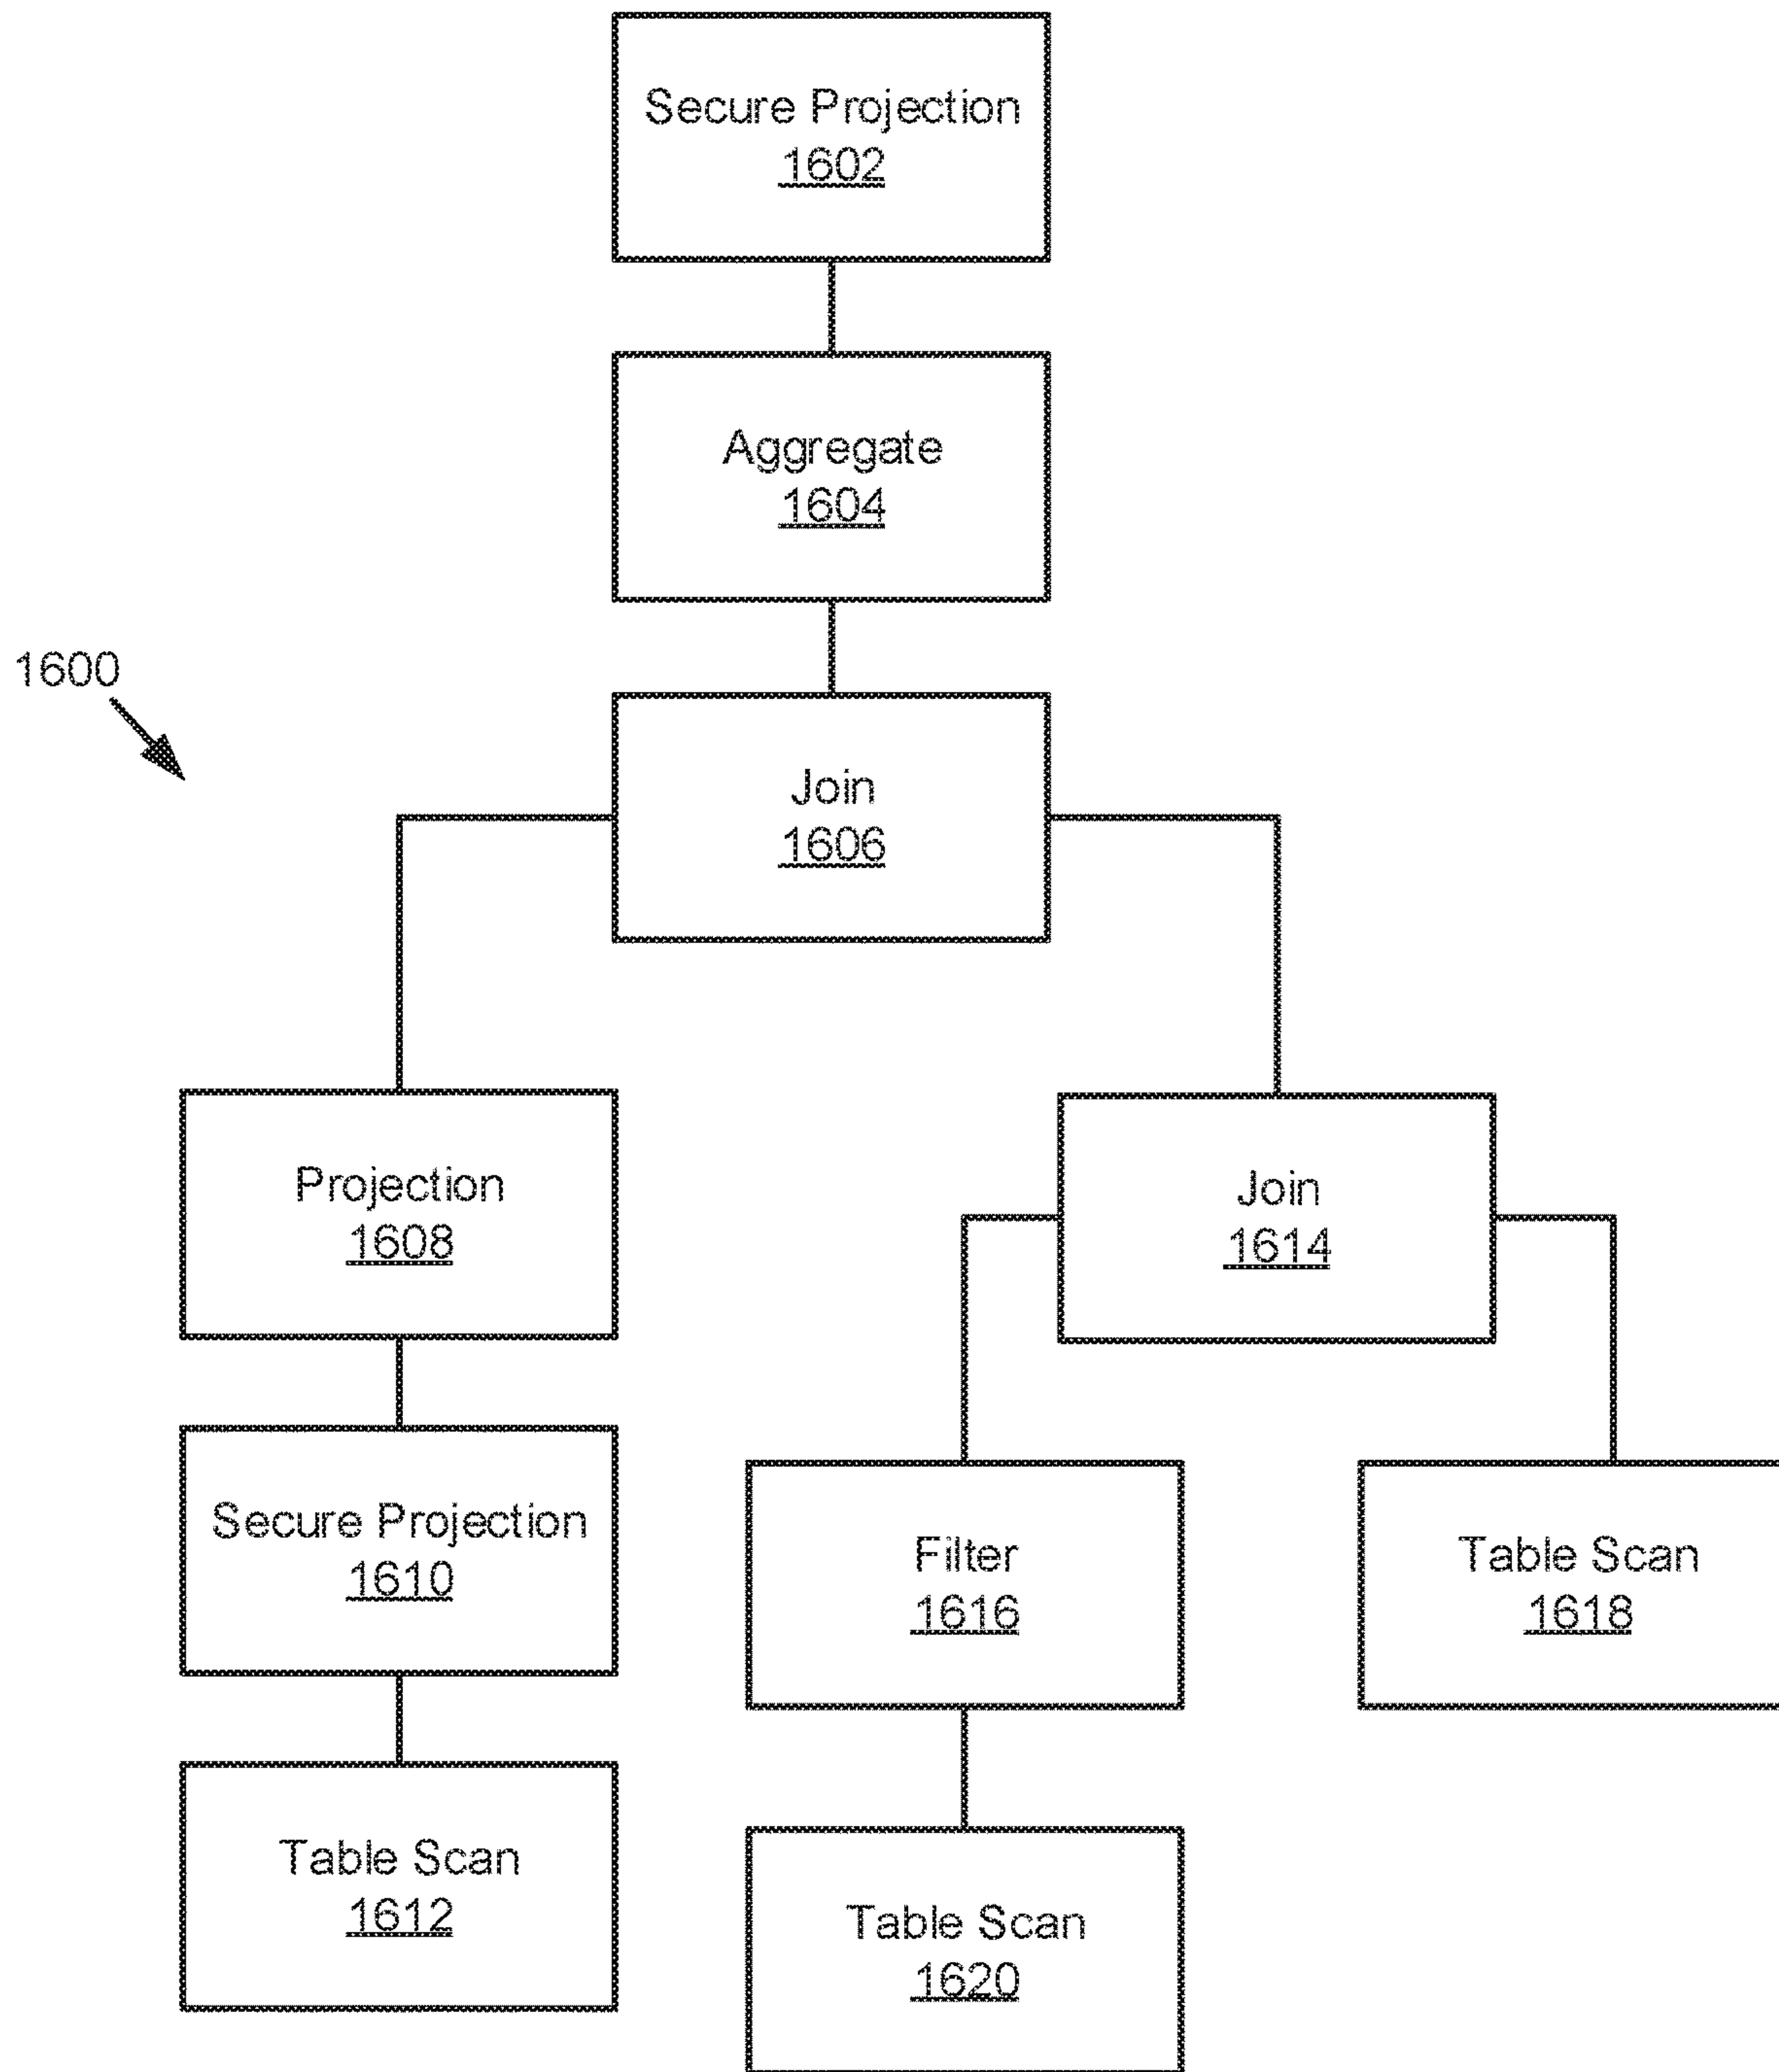 Secure Projection
1602
Aggregate
1604
1600
Join
1606
Projection
1608
Join
1614
Secure Projection
1610
Filter
1616
Table Scan
1618
Table Scan
1612
Table Scan
1620